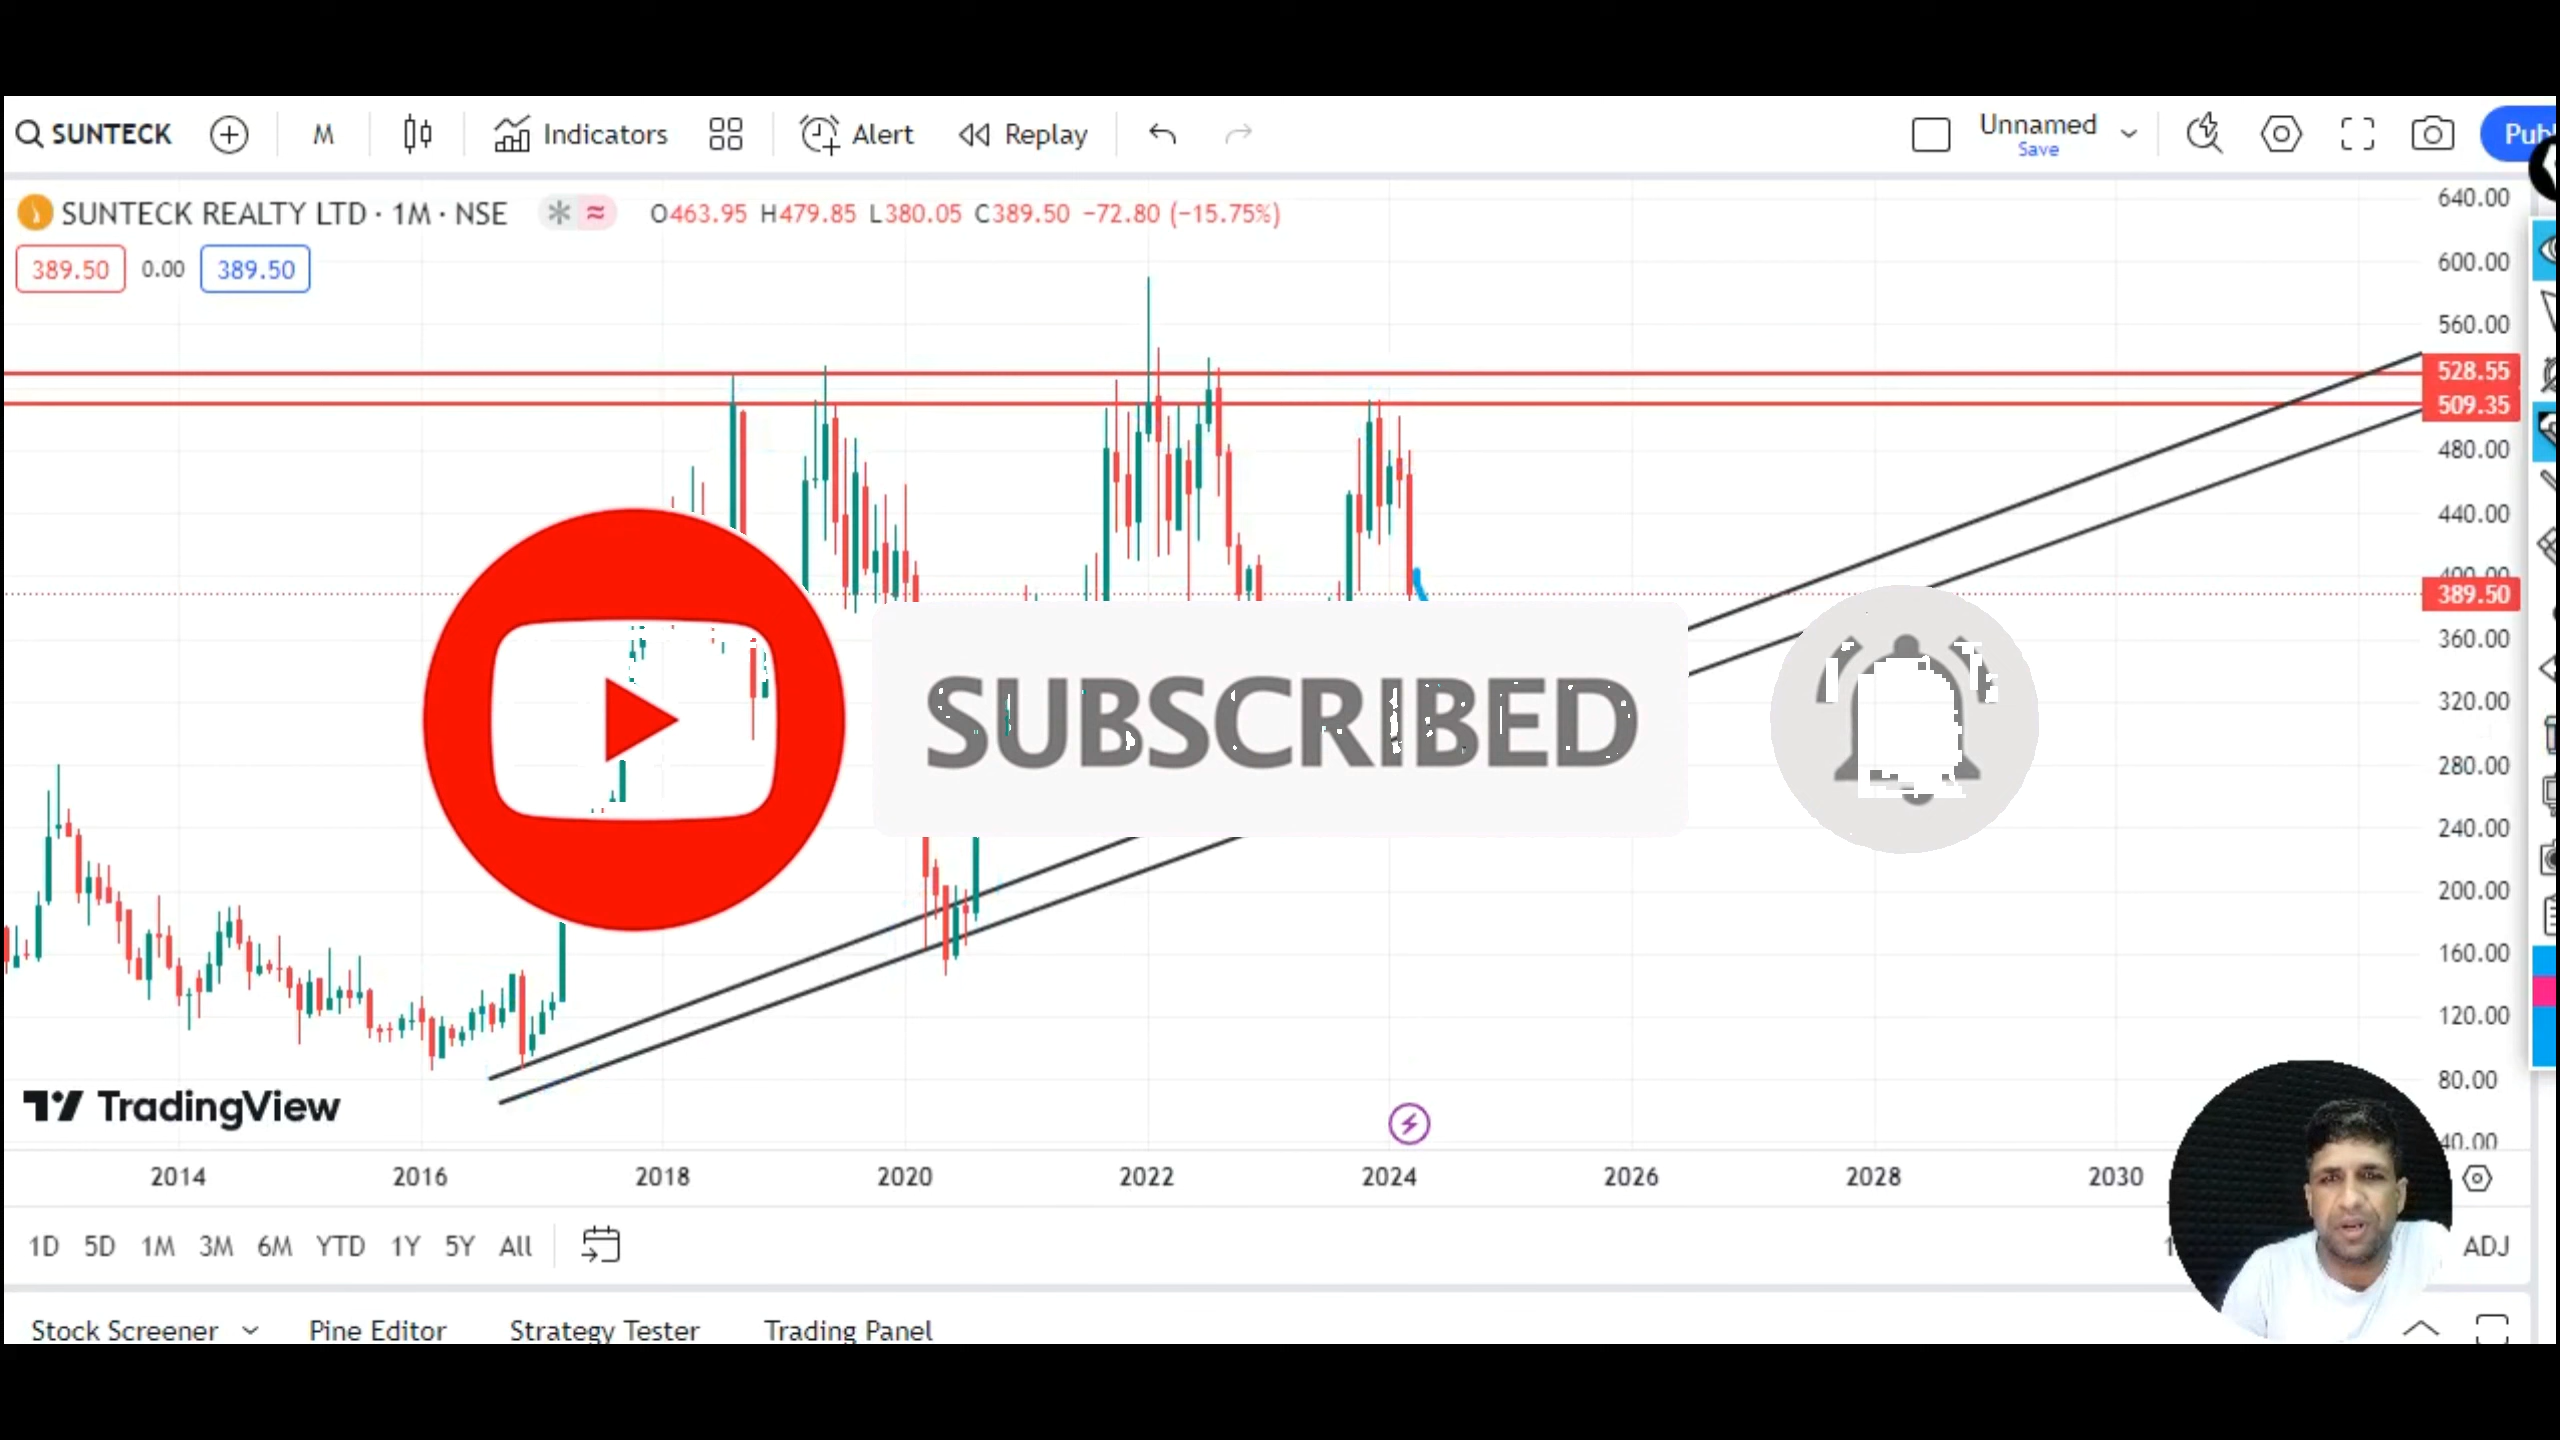 SUNTECK M Indicators Alert Replay Unnamed
Save
SUNTECK REALTY LTD · 1M · NSE O463.95 H479.85 L380.05 C389.50 −72.80 (−15.75%)
389.50 0.00 389.50
640.00
600.00
560.00
528.55
509.35
480.00
440.00
389.50
360.00
320.00
280.00
240.00
200.00
160.00
120.00
80.00
40.00
SUBSCRIBED
TradingView
2014 2016 2018 2020 2022 2024 2026 2028 2030
1D 5D 1M 3M 6M YTD 1Y 5Y All ADJ
Stock Screener Pine Editor Strategy Tester Trading Panel